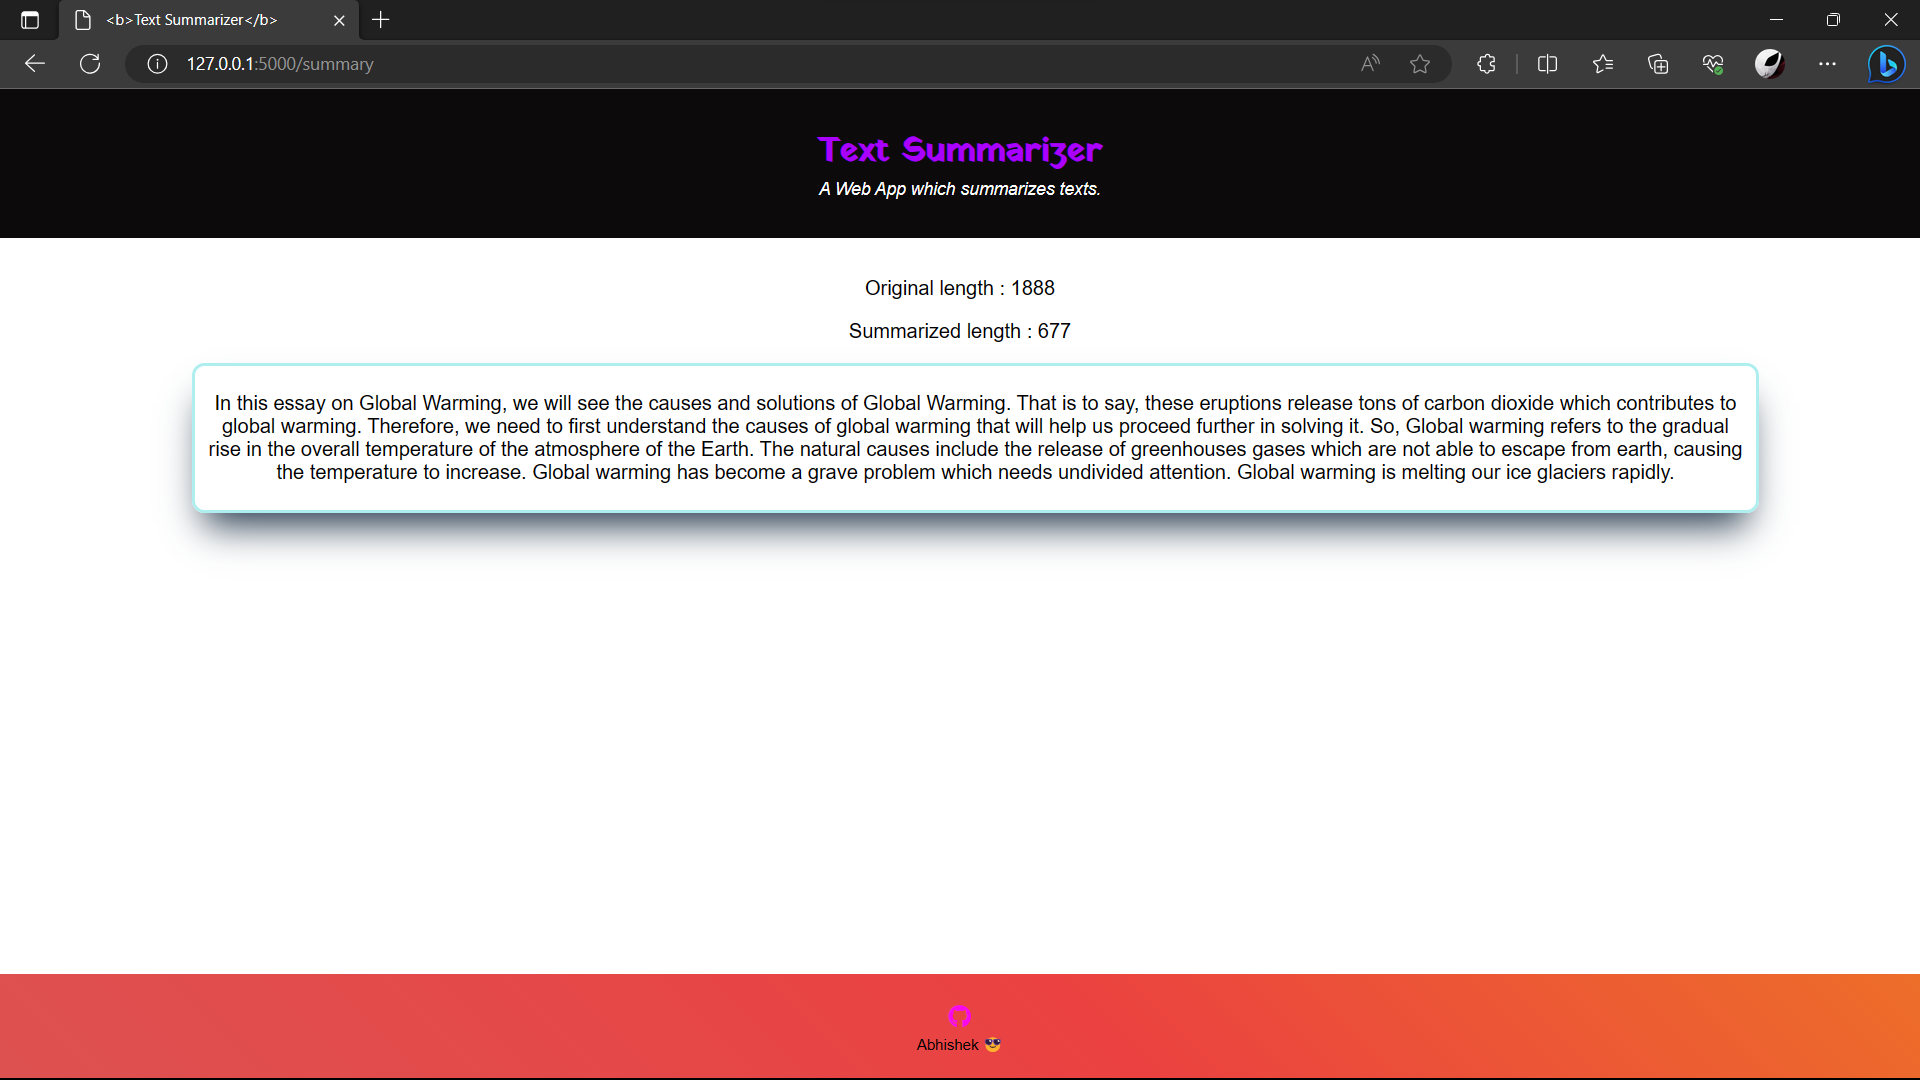 <b>Text Summarizer</b>
127.0.0.1:5000/summary
Text Summarizer
A Web App which summarizes texts.
Original length : 1888
Summarized length : 677
In this essay on Global Warming, we will see the causes and solutions of Global Warming. That is to say, these eruptions release tons of carbon dioxide which contributes to
global warming. Therefore, we need to first understand the causes of global warming that will help us proceed further in solving it. So, Global warming refers to the gradual
rise in the overall temperature of the atmosphere of the Earth. The natural causes include the release of greenhouses gases which are not able to escape from earth, causing
the temperature to increase. Global warming has become a grave problem which needs undivided attention. Global warming is melting our ice glaciers rapidly.
Abhishek 😎